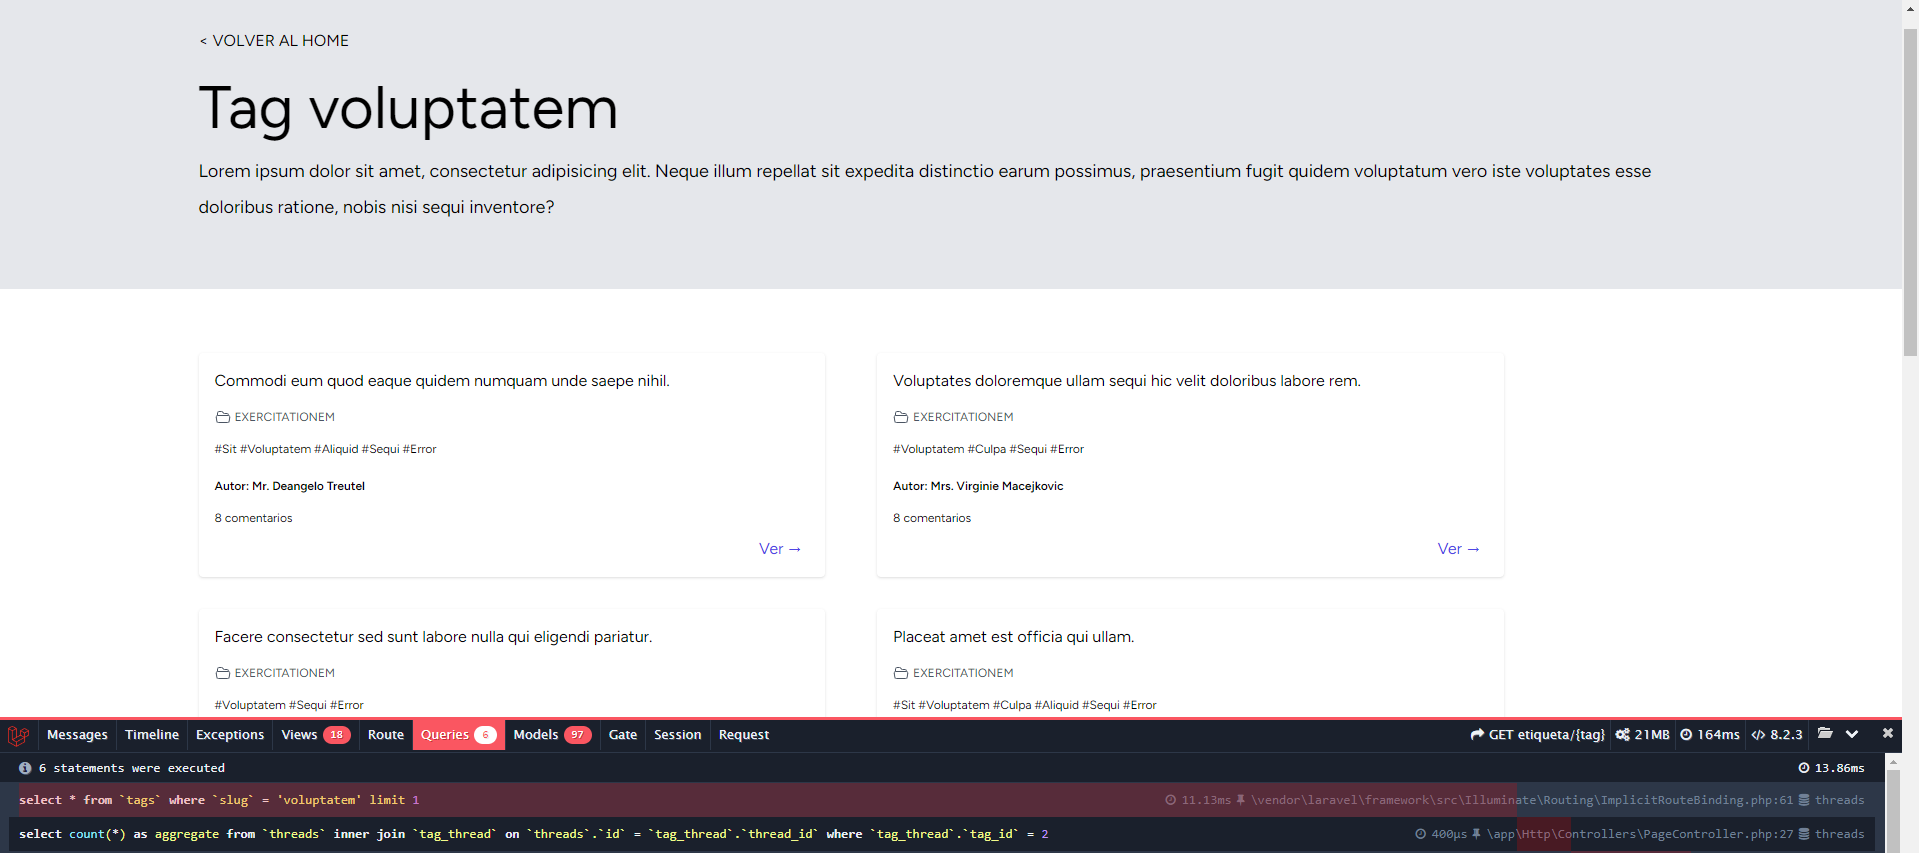 < VOLVER AL HOME
Tag voluptatem
Lorem ipsum dolor sit amet, consectetur adipisicing elit. Neque illum repellat sit expedita distinctio earum possimus, praesentium fugit quidem voluptatum vero iste voluptates esse
doloribus ratione, nobis nisi sequi inventore?
Commodi eum quod eaque quidem numquam unde saepe nihil.
EXERCITATIONEM
#Sit #Voluptatem #Aliquid #Sequi #Error
Autor: Mr. Deangelo Treutel
8 comentarios
Ver →
Voluptates doloremque ullam sequi hic velit doloribus labore rem.
EXERCITATIONEM
#Voluptatem #Culpa #Sequi #Error
Autor: Mrs. Virginie Macejkovic
8 comentarios
Ver →
Facere consectetur sed sunt labore nulla qui eligendi pariatur.
EXERCITATIONEM
#Voluptatem #Sequi #Error
Placeat amet est officia qui ullam.
EXERCITATIONEM
#Sit #Voluptatem #Culpa #Aliquid #Sequi #Error
Messages Timeline Exceptions Views 18 Route Queries 6 Models 97 Gate Session Request GET etiqueta/{tag} 21MB 164ms </> 8.2.3
6 statements were executed 13.86ms
select * from `tags` where `slug` = 'voluptatem' limit 1 11.13ms \vendor\laravel\framework\src\Illuminate\Routing\ImplicitRouteBinding.php:61 threads
select count(*) as aggregate from `threads` inner join `tag_thread` on `threads`.`id` = `tag_thread`.`thread_id` where `tag_thread`.`tag_id` = 2 400μs \app\Http\Controllers\PageController.php:27 threads